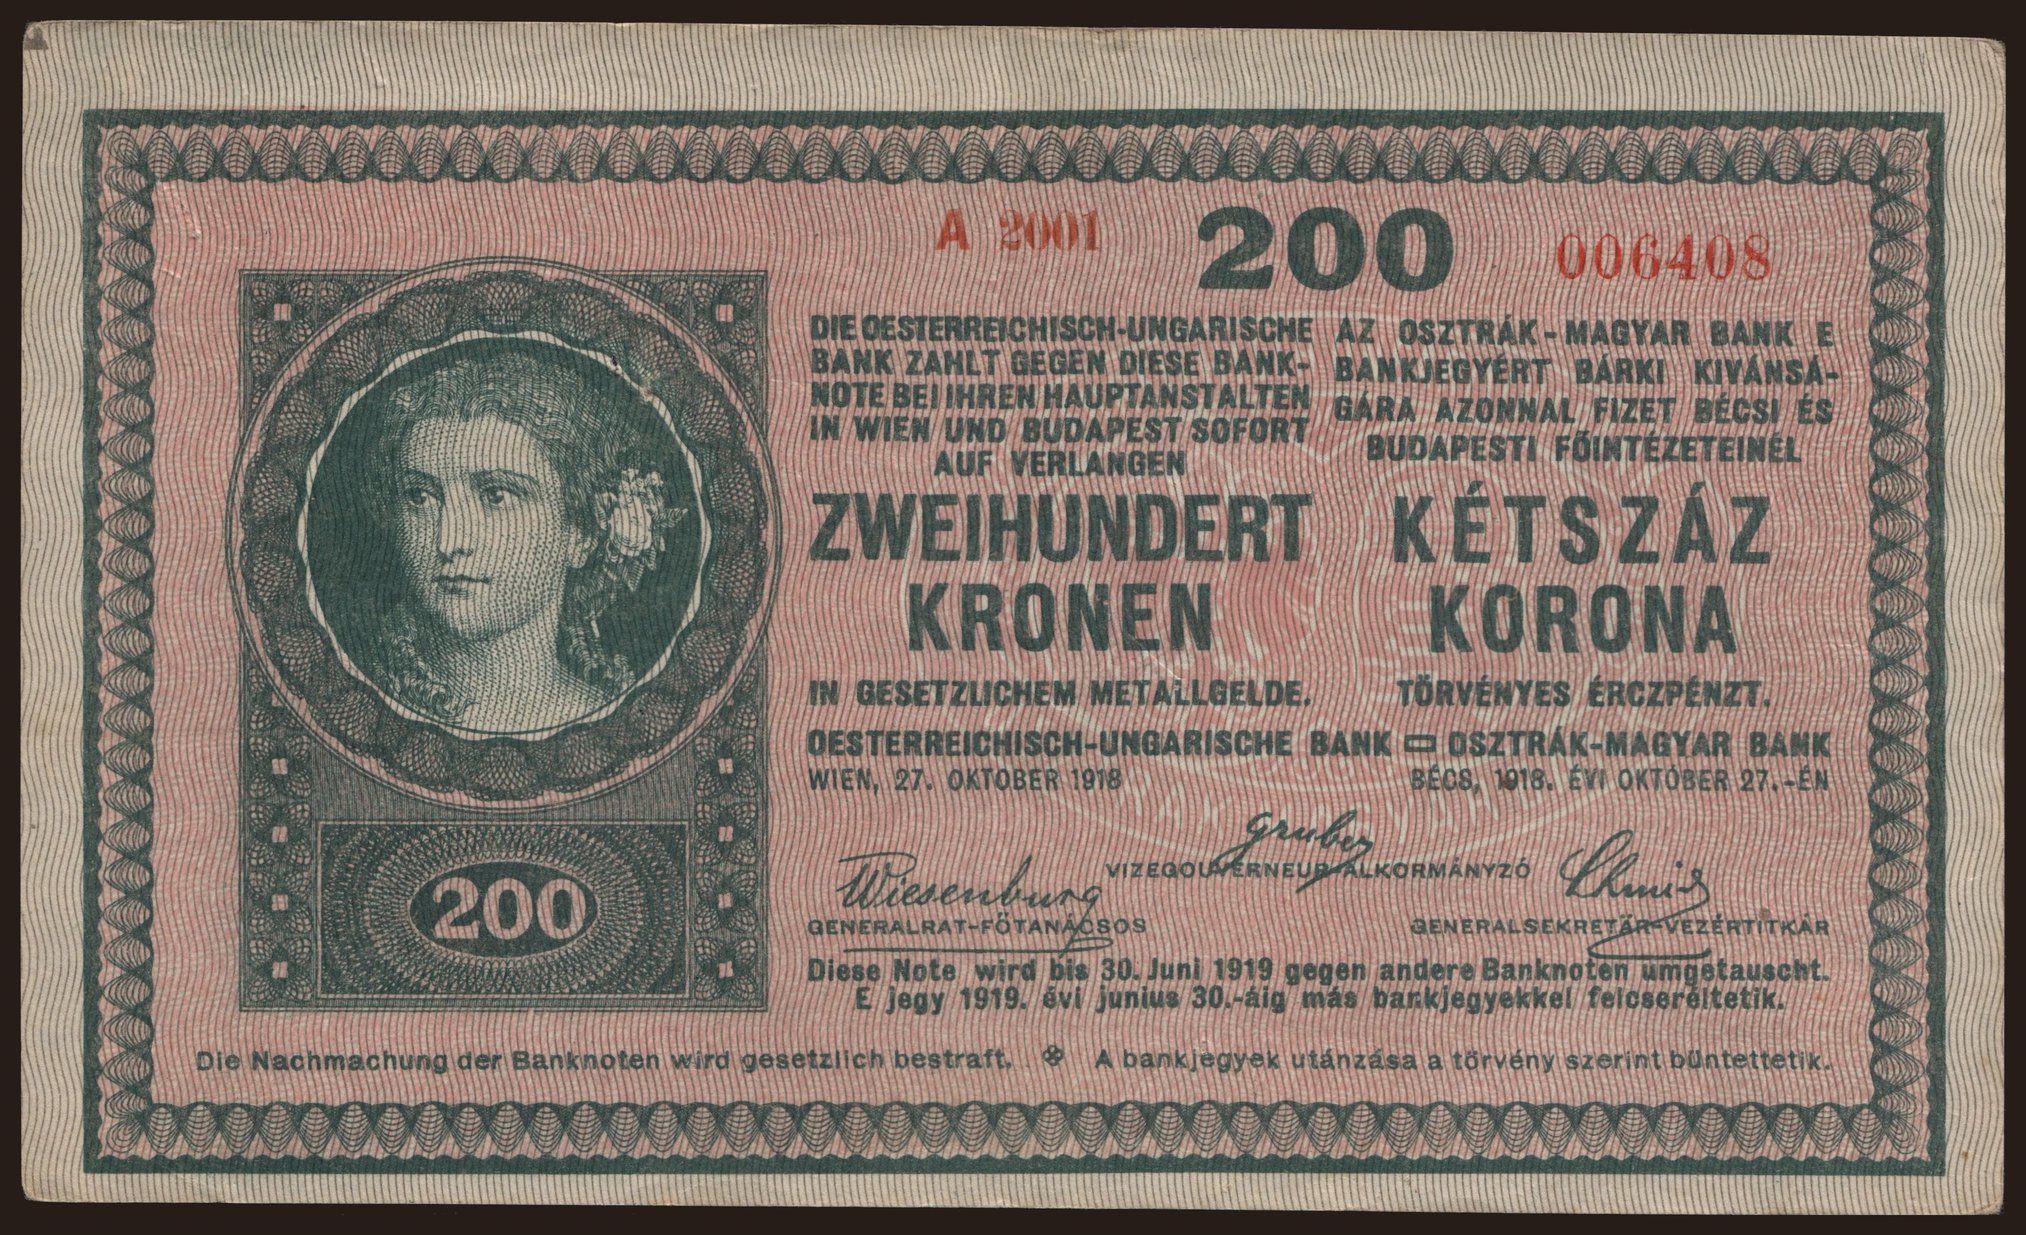 A 2001 200 006408
DIE OESTERREICHISCH-UNGARISCHE
BANK ZAHLT GEGEN DIESE BANK-
NOTE BEI IHREN HAUPTANSTALTEN
IN WIEN UND BUDAPEST SOFORT
AUF VERLANGEN
ZWEIHUNDERT
KRONEN
IN GESETZLICHEM METALLGELDE.
AZ OSZTRÁK-MAGYAR BANK E
BANKJEGYÉRT BÁRKI KIVÁNSÁ-
GÁRA AZONNAL FIZET BÉCSI ÉS
BUDAPESTI FŐINTÉZETEINÉL
KÉTSZÁZ
KORONA
TÖRVÉNYES ÉRCZPÉNZT.
OESTERREICHISCH-UNGARISCHE BANK OSZTRÁK-MAGYAR BANK
WIEN, 27. OKTOBER 1918 BÉCS, 1918. ÉVI OKTÓBER 27.-ÉN
Gruber
VIZEGOUVERNEUR-ALKORMÁNYZÓ
Wiesenburg
GENERALRAT-FŐTANÁCSOS
Schmid
GENERALSEKRETÄR-VEZÉRTITKÁR
200
Diese Note wird bis 30. Juni 1919 gegen andere Banknoten umgetauscht.
E jegy 1919. évi junius 30.-áig más bankjegyekkel felcseréltetik.
Die Nachmachung der Banknoten wird gesetzlich bestraft. A bankjegyek utánzása a törvény szerint büntettetik.